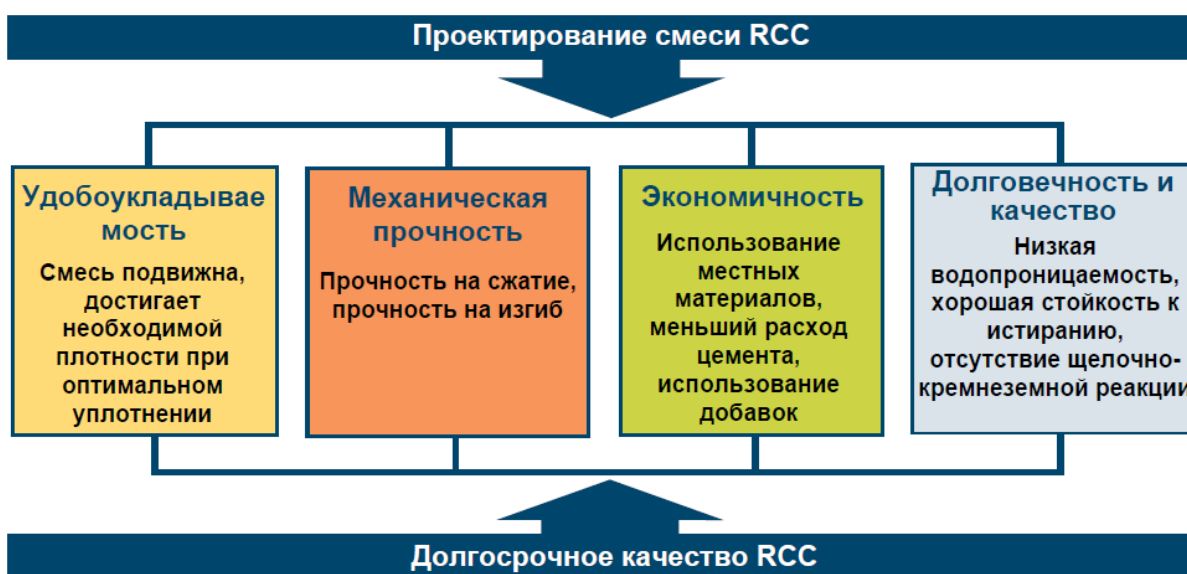 Проектирование смеси RCC
Удобоукладывае
мость
Смесь подвижна,
достигает
необходимой
плотности при
оптимальном
уплотнении
Механическая
прочность
Прочность на сжатие,
прочность на изгиб
Экономичность
Использование
местных
материалов,
меньший расход
цемента,
использование
добавок
Долговечность и
качество
Низкая
водопроницаемость,
хорошая стойкость к
истиранию,
отсутствие щелочно-
кремнеземной реакции
Долгосрочное качество RCC